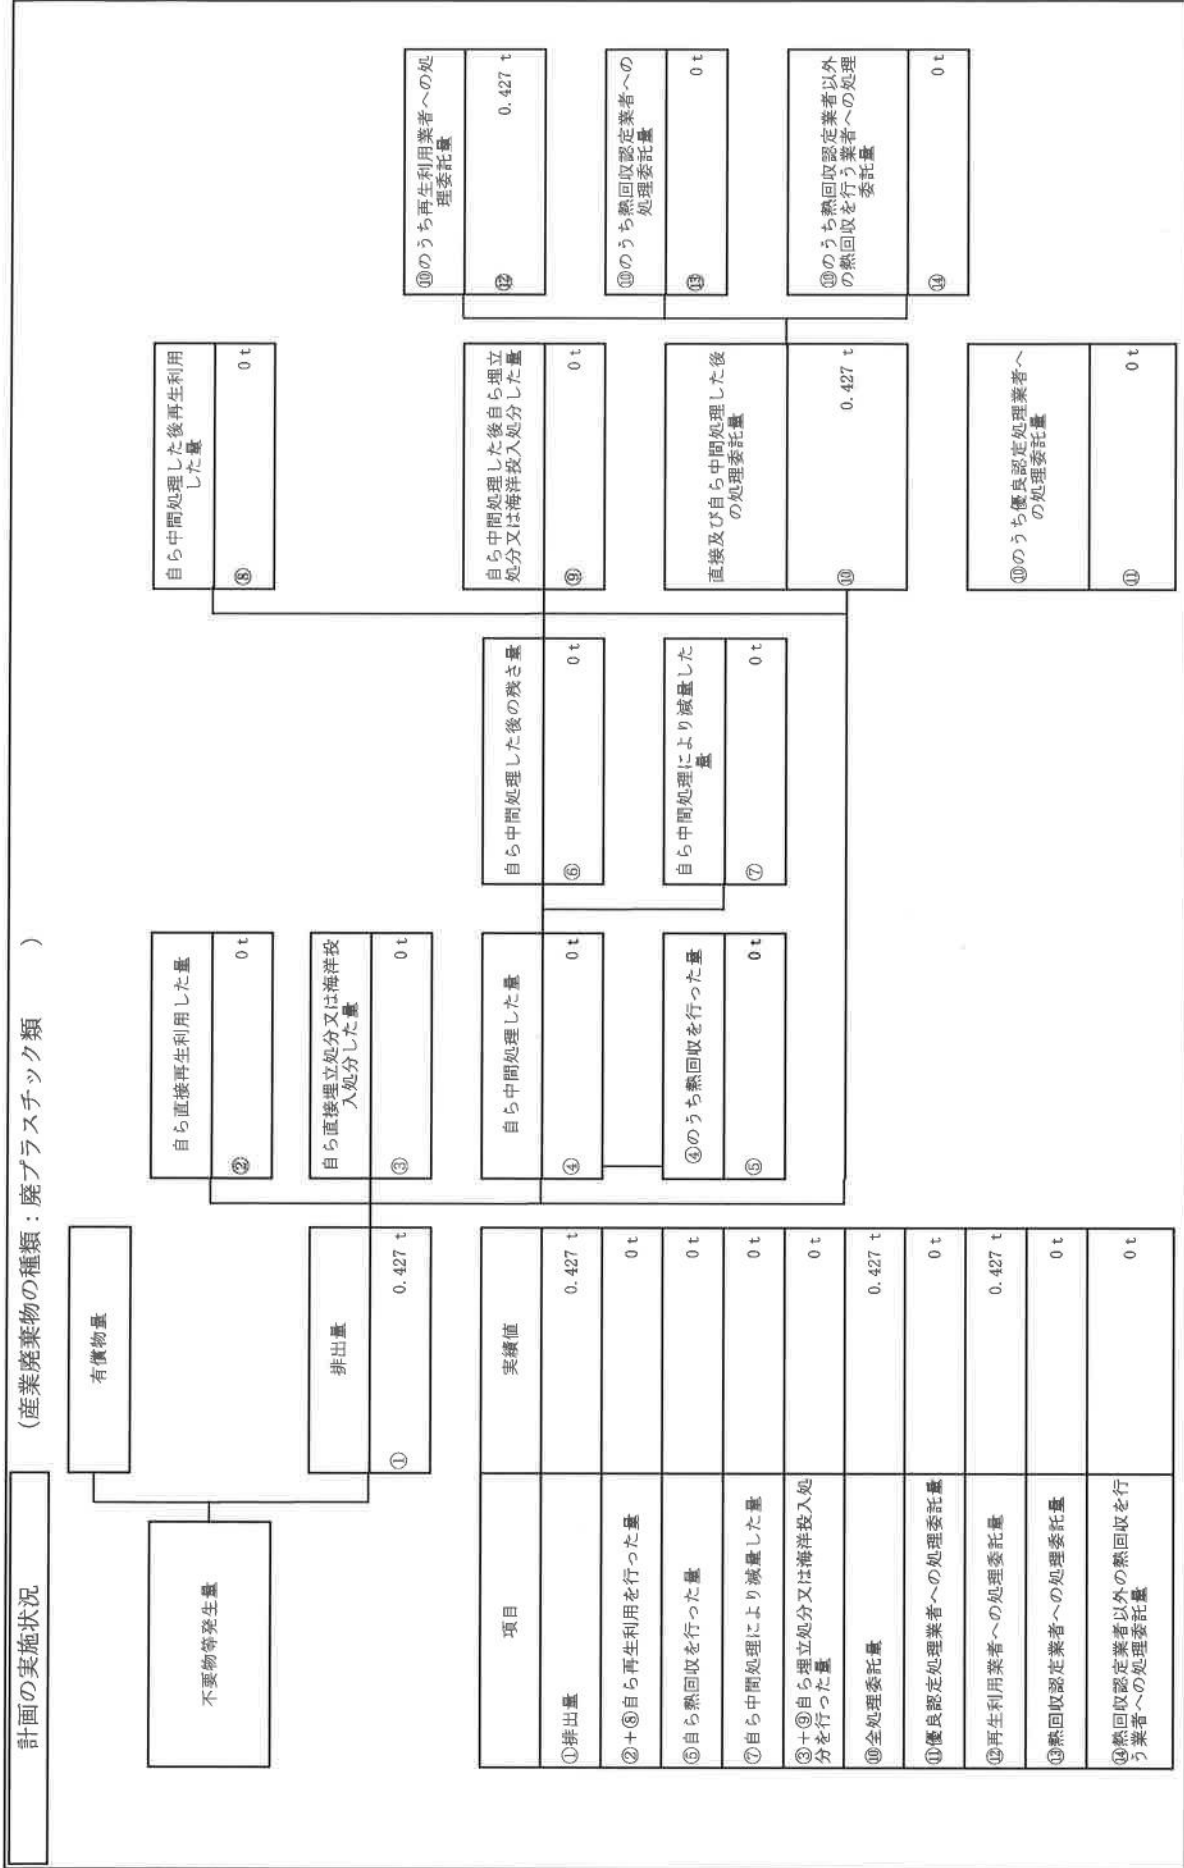 計画の実施状況
(産業廃棄物の種類：廃プラスチック類 )
不要物等発生量
有償物量
排出量
① 0.427 t
自ら直接再生利用した量
② 0 t
自ら直接埋立処分又は海洋投
入処分した量
③ 0 t
自ら中間処理した量
④ 0 t
④のうち熱回収を行った量
⑤ 0 t
自ら中間処理した後の残さ量
⑥ 0 t
自ら中間処理により減量した
量
⑦ 0 t
自ら中間処理した後再生利用
した量
⑧ 0 t
自ら中間処理した後自ら埋立
処分又は海洋投入処分した量
⑨ 0 t
直接及び自ら中間処理した後
の処理委託量
⑩ 0.427 t
⑩のうち優良認定処理業者へ
の処理委託量
⑪ 0 t
⑩のうち再生利用業者への処
理委託量
⑫ 0.427 t
⑩のうち熱回収認定業者への
処理委託量
⑬ 0 t
⑩のうち熱回収認定業者以外
の熱回収を行う業者への処理
委託量
⑭ 0 t
項目 実績値
①排出量 0.427 t
②＋⑧自ら再生利用を行った量 0 t
⑤自ら熱回収を行った量 0 t
⑦自ら中間処理により減量した量 0 t
③＋⑨自ら埋立処分又は海洋投入処
分を行った量 0 t
⑩全処理委託量 0.427 t
⑪優良認定処理業者への処理委託量 0 t
⑫再生利用業者への処理委託量 0.427 t
⑬熱回収認定業者への処理委託量 0 t
⑭熱回収認定業者以外の熱回収を行
う業者への処理委託量 0 t